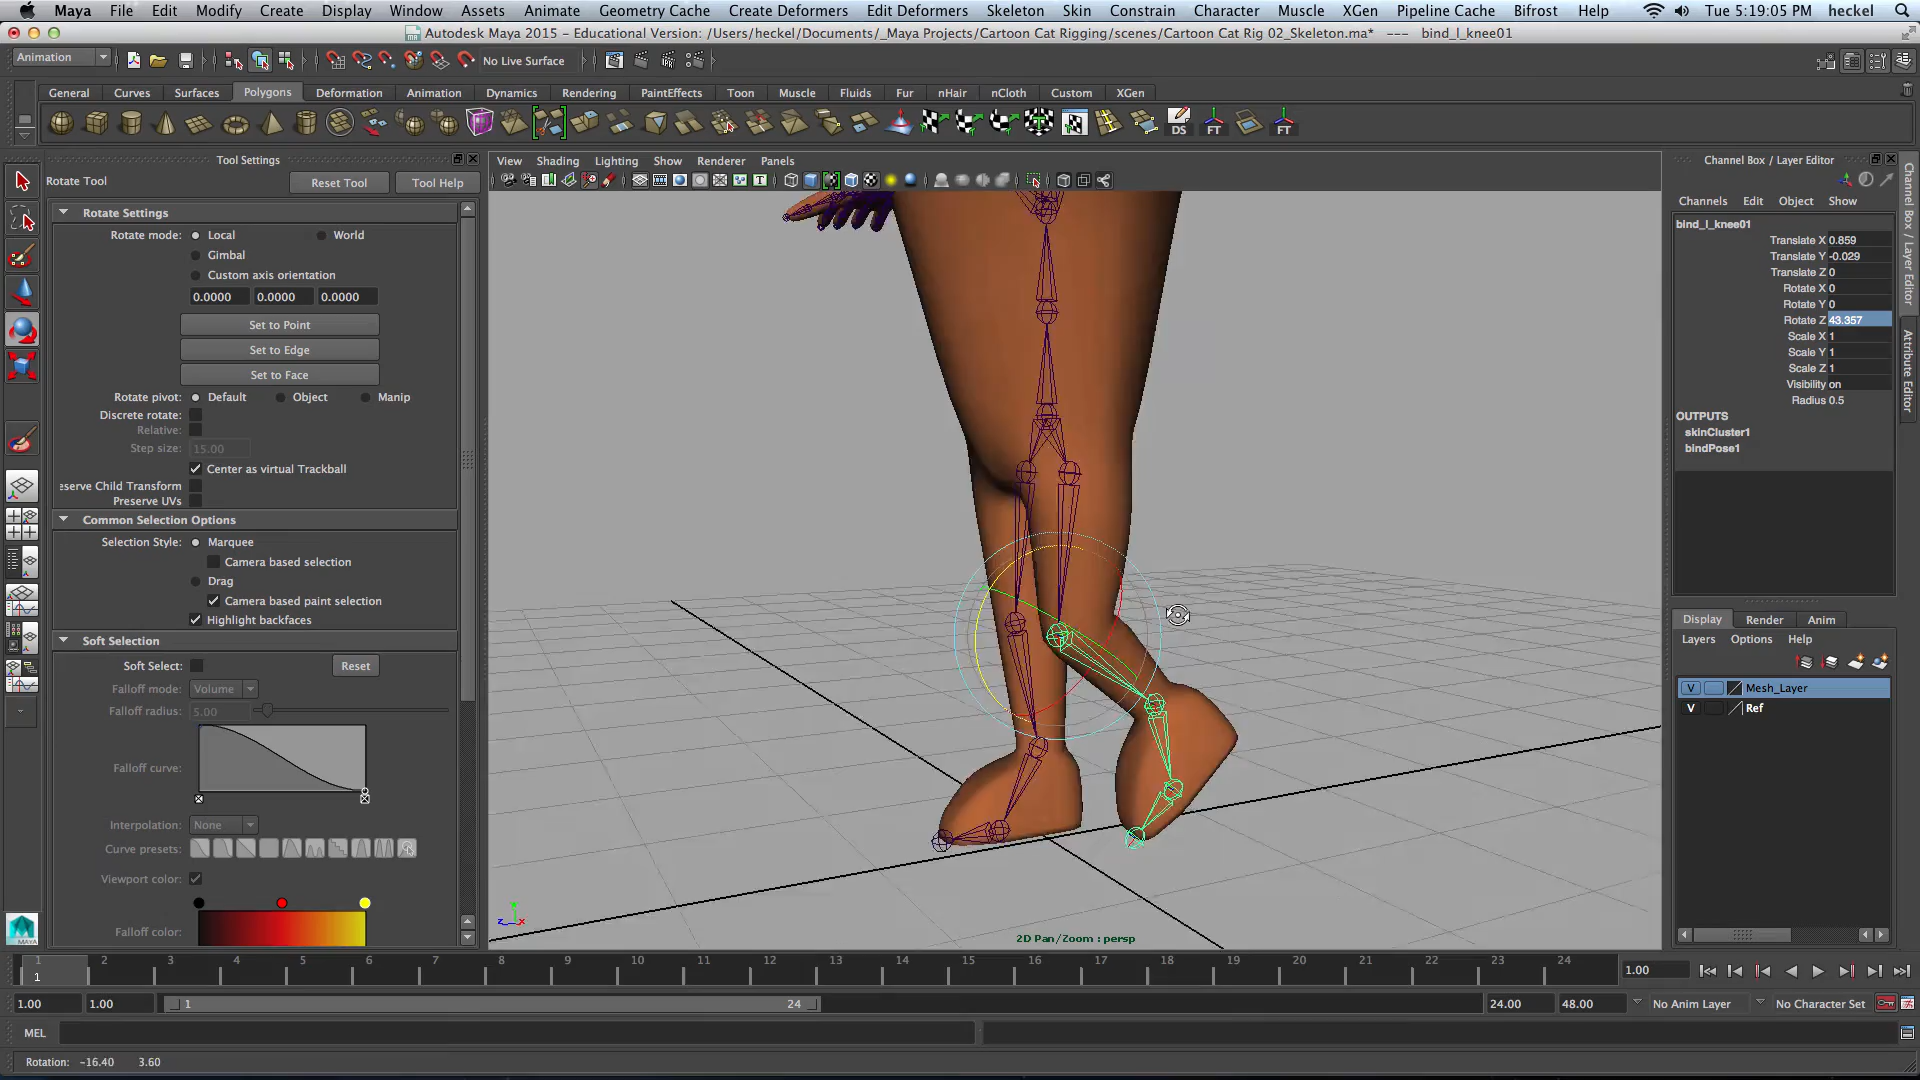 Maya File Edit Modify Create Display Window Assets Animate Geometry Cache Create Deformers Edit Deformers Skeleton Skin Constrain Character Muscle XGen Pipeline Cache Bifrost Help Tue 5:19:05 PM heckel
Autodesk Maya 2015 - Educational Version: /Users/heckel/Documents/_Maya Projects/Cartoon Cat Rigging/scenes/Cartoon Cat Rig 02_Skeleton.ma* --- bind_l_knee01
Animation No Live Surface
General Curves Surfaces Polygons Deformation Animation Dynamics Rendering PaintEffects Toon Muscle Fluids Fur nHair nCloth Custom XGen
DS FT FT
Tool Settings
Rotate Tool Reset Tool Tool Help
Rotate Settings
Rotate mode: Local World
Gimbal
Custom axis orientation
0.0000 0.0000 0.0000
Set to Point
Set to Edge
Set to Face
Rotate pivot: Default Object Manip
Discrete rotate:
Relative:
Step size: 15.00
Center as virtual Trackball
eserve Child Transform
Preserve UVs
Common Selection Options
Selection Style: Marquee
Camera based selection
Drag
Camera based paint selection
Highlight backfaces
Soft Selection
Soft Select: Reset
Falloff mode: Volume
Falloff radius: 5.00
Falloff curve:
Interpolation: None
Curve presets:
Viewport color:
Falloff color:
MAYA
View Shading Lighting Show Renderer Panels
2D Pan/Zoom : persp
z x
Channel Box / Layer Editor
Channels Edit Object Show
bind_l_knee01
Translate X 0.859
Translate Y -0.029
Translate Z 0
Rotate X 0
Rotate Y 0
Rotate Z 43.357
Scale X 1
Scale Y 1
Scale Z 1
Visibility on
Radius 0.5
OUTPUTS
skinCluster1
bindPose1
Display Render Anim
Layers Options Help
V Mesh_Layer
V Ref
Channel Box / Layer Editor
Attribute Editor
1 2 3 4 5 6 7 8 9 10 11 12 13 14 15 16 17 18 19 20 21 22 23 24
1 1.00
1.00 1.00 1 24 24.00 48.00 No Anim Layer No Character Set
MEL
Rotation: -16.40 3.60